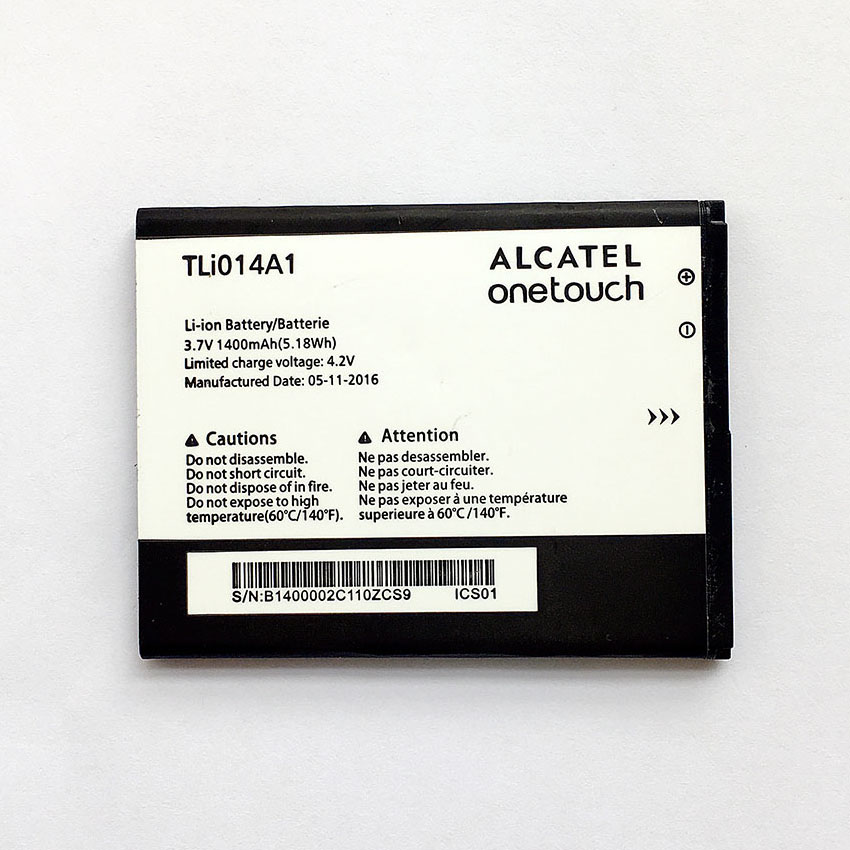 TLi014A1
ALCATEL
onetouch
Li-ion Battery/Batterie
3.7V 1400mAh(5.18Wh)
Limited charge voltage: 4.2V
Manufactured Date: 05-11-2016
Cautions
Do not disassemble.
Do not short circuit.
Do not dispose of in fire.
Do not expose to high
temperature(60°C/140°F).
Attention
Ne pas desassembler.
Ne pas court-circuiter.
Ne pas jeter au feu.
Ne pas exposer à une température
superieure à 60°C /140°F.
S/N:B1400002C110ZCS9 ICS01